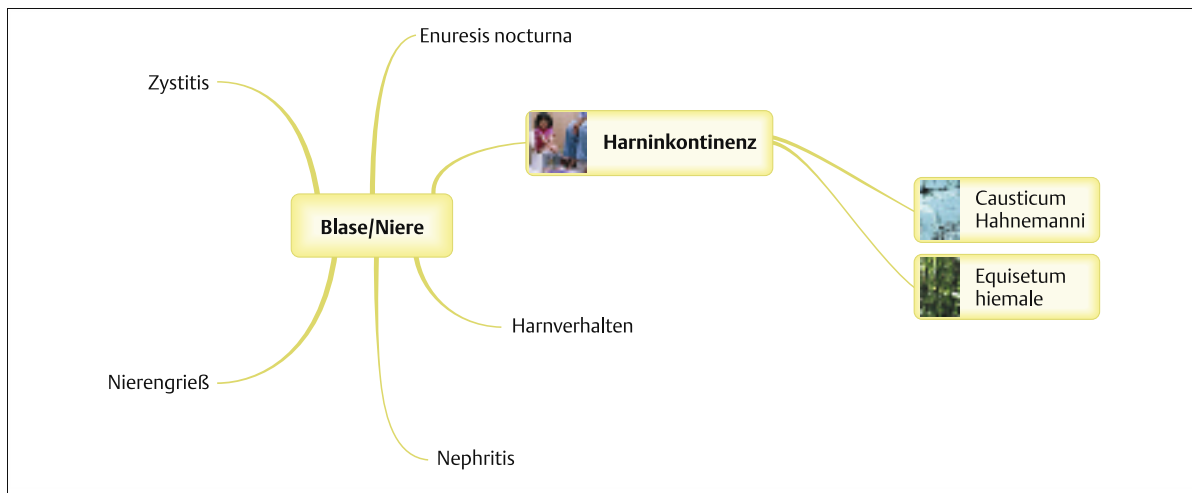 Enuresis nocturna
Zystitis
Harninkontinenz
Causticum
Hahnemanni
Blase/Niere
Equisetum
hiemale
Harnverhalten
Nierengrieß
Nephritis